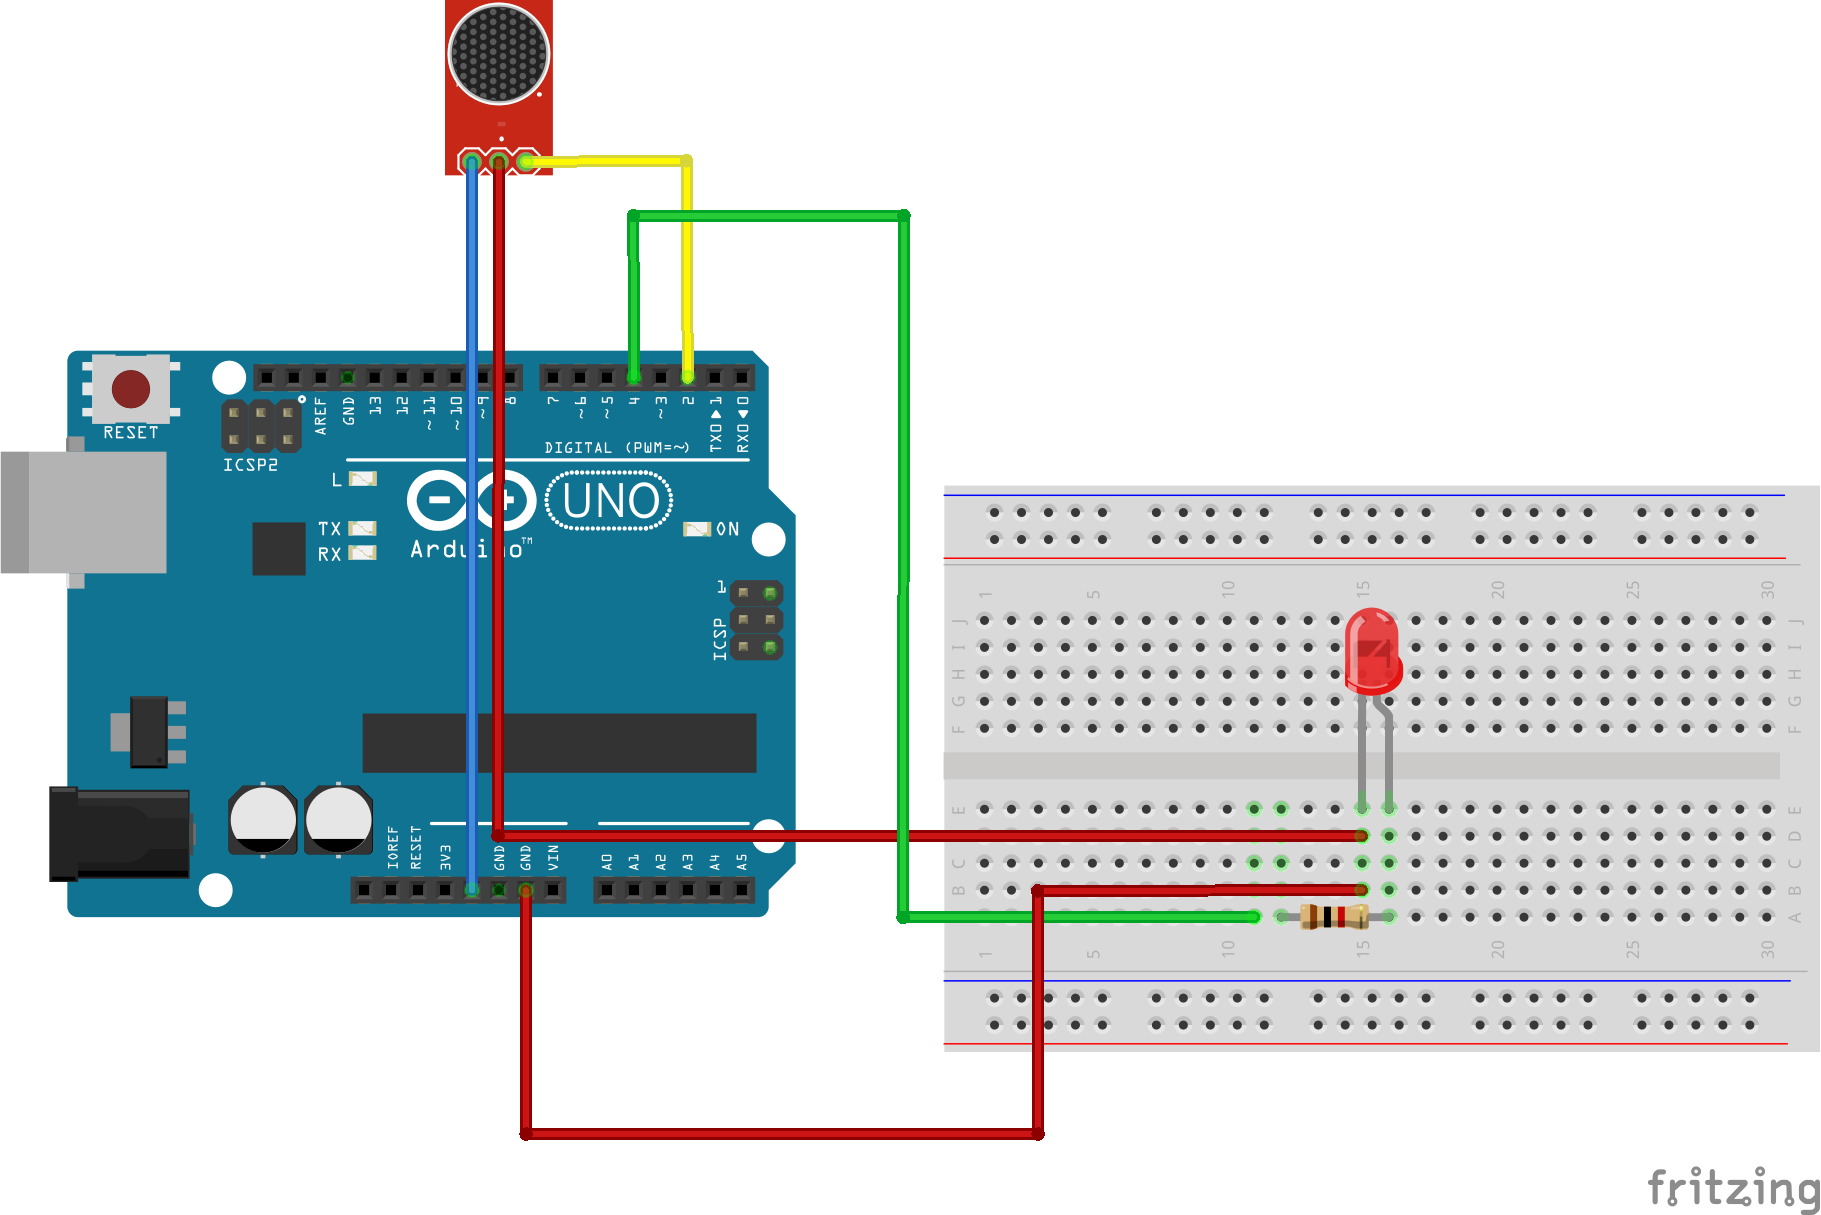 RESET
ICSP2
AREF
GND
13
12
~11
~10
~9
8
7
~6
~5
4
~3
2
TX0▶1
RX0◀0
DIGITAL (PWM=~)
L
TX
RX
UNO
Arduino™
ON
1
ICSP
IOREF
RESET
3V3
GND
GND
VIN
A0
A1
A2
A3
A4
A5
1 5 10 15 20 25 30
J J
I I
H H
G G
F F
E E
D D
C C
B B
A A
1 5 10 15 20 25 30
fritzing